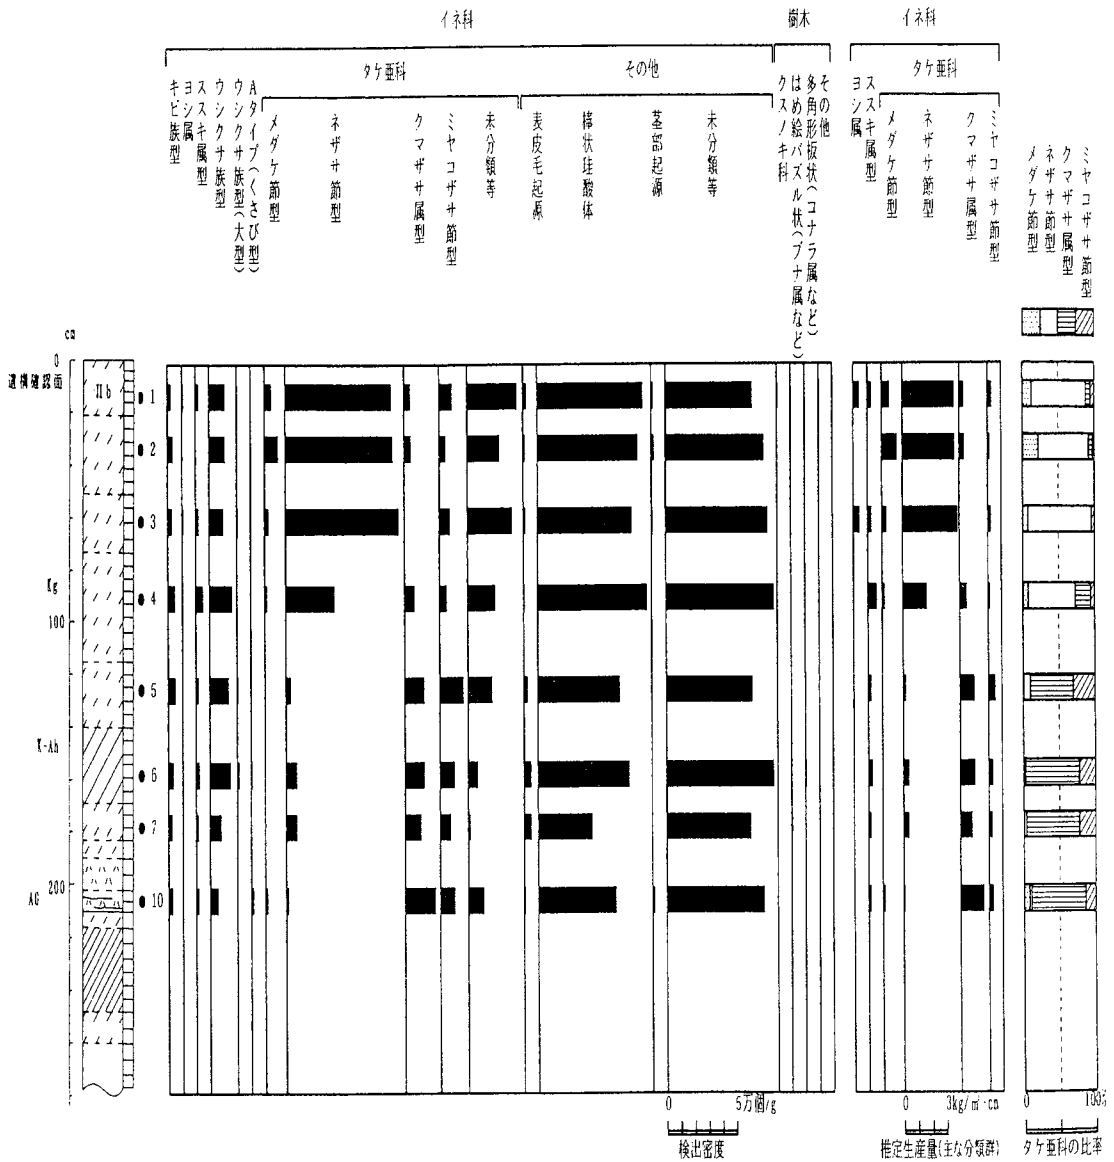 イネ科
樹木
イネ科
タケ亜科
その他
タケ亜科
キビ族型
ヨシ属
ススキ属型
ウシクサ族型
ウシクサ族型(大型)
Aタイプ(くさび型)
メダケ節型
ネザサ節型
クマザサ属型
ミヤコザサ節型
未分類等
表皮毛起源
棒状珪酸体
茎部起源
未分類等
クスノキ科
はめ絵パズル状(ブナ属など)
多角形板状(コナラ属など)
その他
ヨシ属
ススキ属型
メダケ節型
ネザサ節型
クマザサ属型
ミヤコザサ節型
メダケ節型
ネザサ節型
クマザサ属型
ミヤコザサ節型
cm
0
遺構確認面
IIb
1
2
3
Kg
4
100
5
K-Ah
6
7
200
AG
10
0 5万個/g
検出密度
0 3kg/㎡・cm
推定生産量(主な分類群)
0 100%
タケ亜科の比率